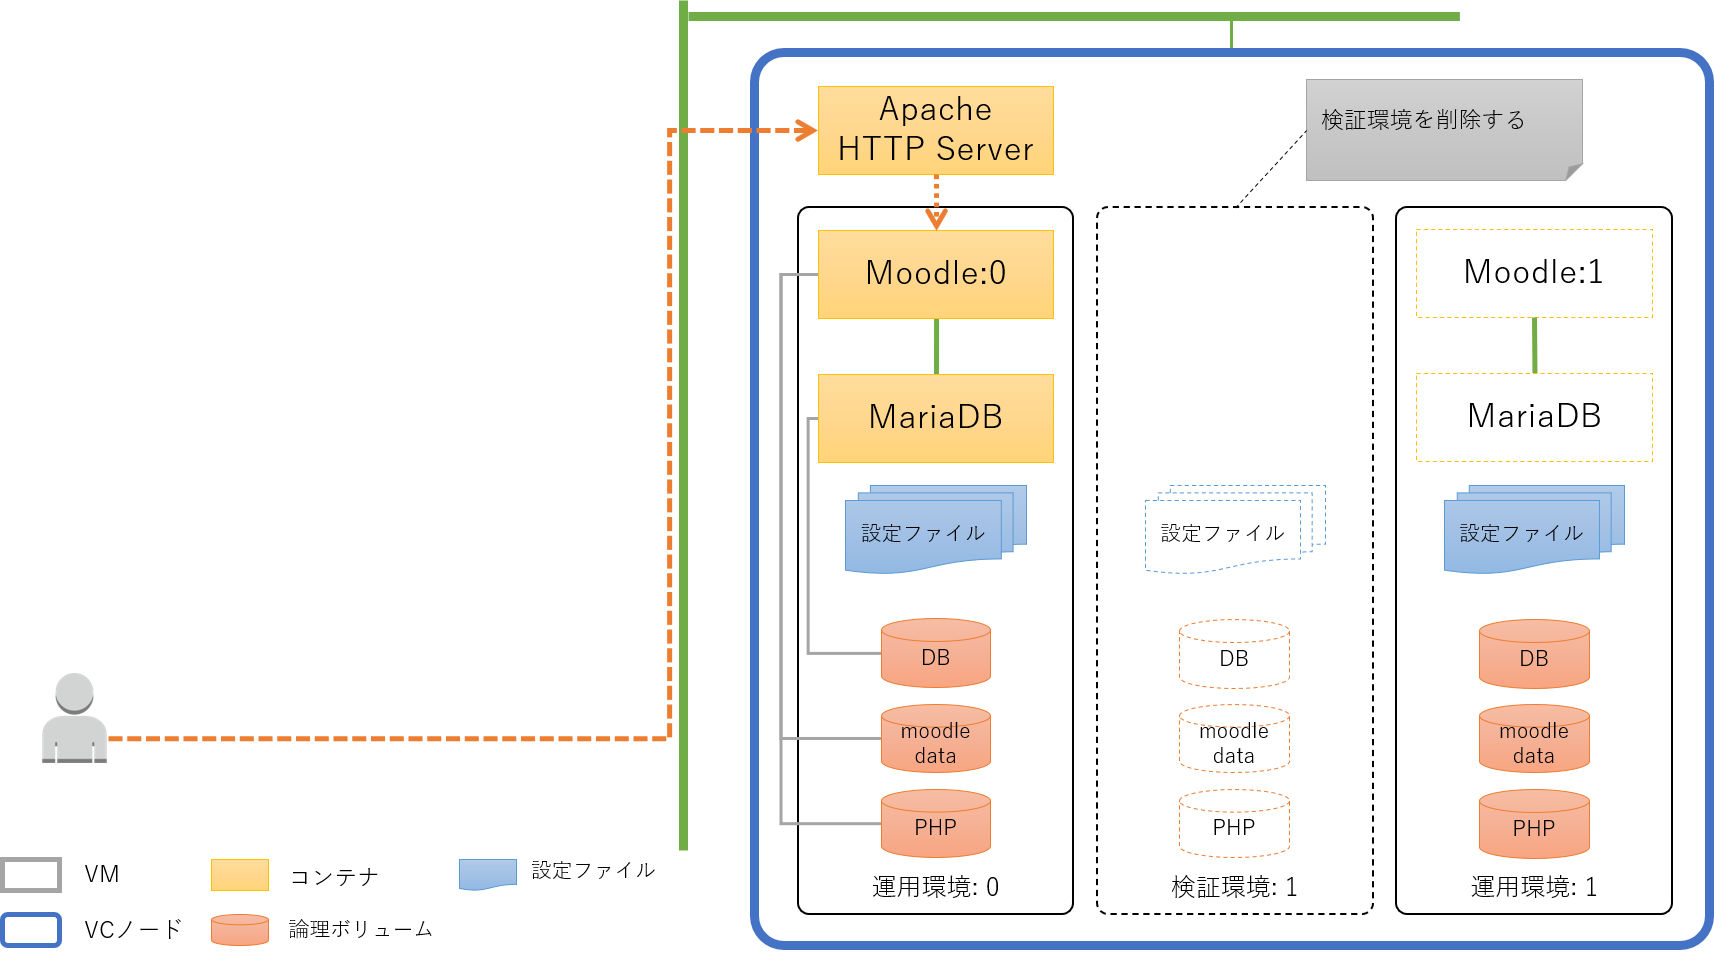 Apache
HTTP Server
検証環境を削除する
Moodle:0
MariaDB
設定ファイル
DB
moodle
data
PHP
運用環境: 0
設定ファイル
DB
moodle
data
PHP
検証環境: 1
Moodle:1
MariaDB
設定ファイル
DB
moodle
data
PHP
運用環境: 1
VM
コンテナ
設定ファイル
VCノード
論理ボリューム